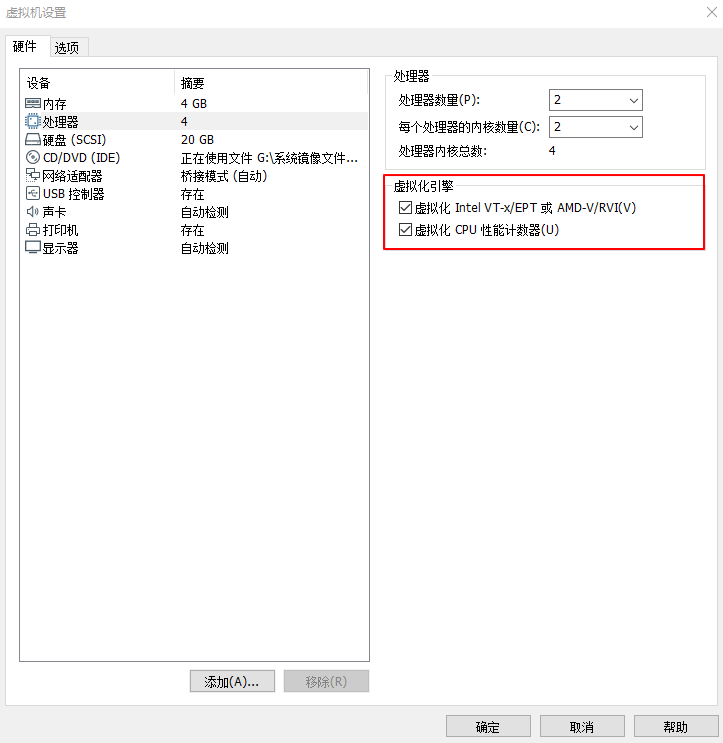 虚拟机设置
硬件 选项
设备 摘要
内存 4 GB
处理器 4
硬盘 (SCSI) 20 GB
CD/DVD (IDE) 正在使用文件 G:\系统镜像文件...
网络适配器 桥接模式 (自动)
USB 控制器 存在
声卡 自动检测
打印机 存在
显示器 自动检测
添加(A)... 移除(R)
处理器
处理器数量(P): 2
每个处理器的内核数量(C): 2
处理器内核总数: 4
虚拟化引擎
虚拟化 Intel VT-x/EPT 或 AMD-V/RVI(V)
虚拟化 CPU 性能计数器(U)
确定 取消 帮助